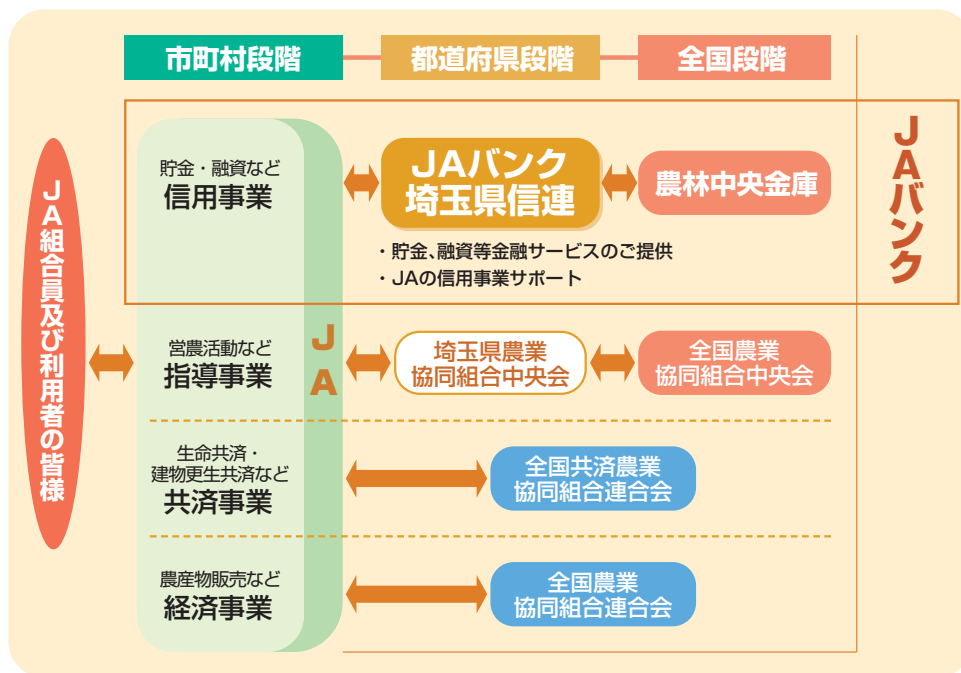 市町村段階
都道府県段階
全国段階
JAバンク
JA組合員及び利用者の皆様
JA
貯金・融資など
信用事業
JAバンク
埼玉県信連
農林中央金庫
・貯金、融資等金融サービスのご提供
・JAの信用事業サポート
営農活動など
指導事業
埼玉県農業
協同組合中央会
全国農業
協同組合中央会
生命共済・
建物更生共済など
共済事業
全国共済農業
協同組合連合会
農産物販売など
経済事業
全国農業
協同組合連合会